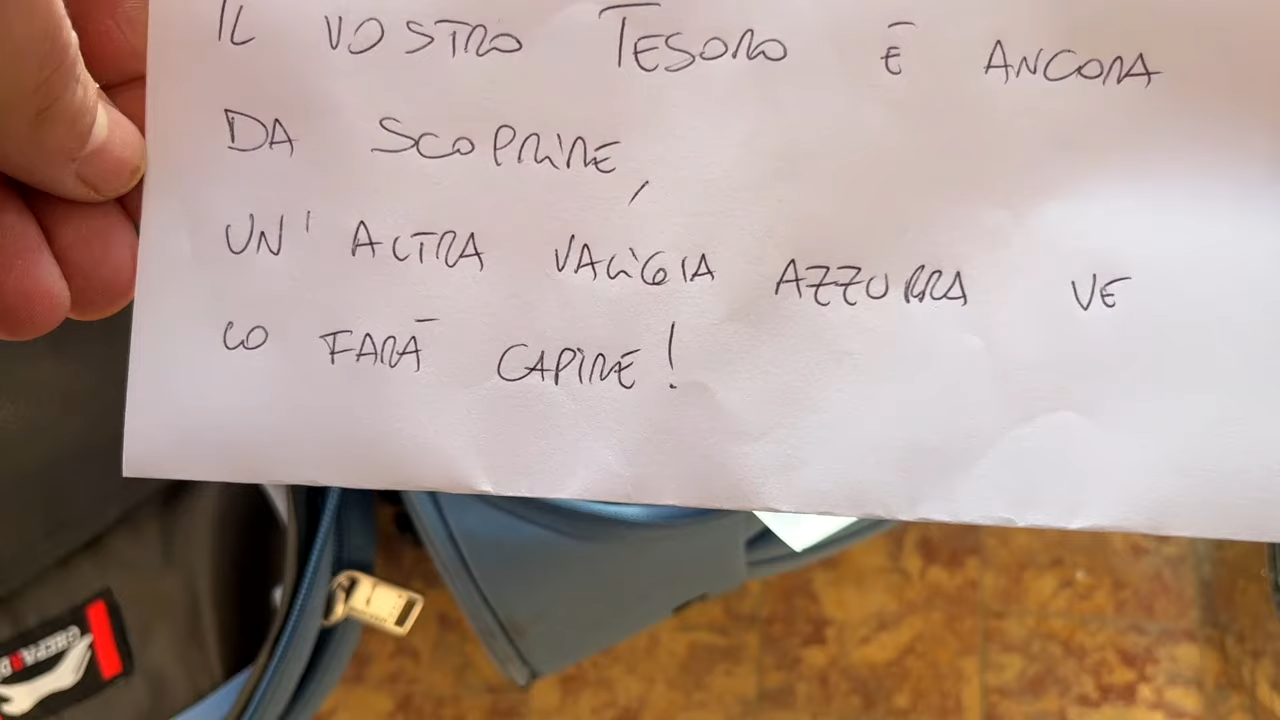 IL VOSTRO TESORO È ANCORA
DA SCOPRIRE,
UN' ALTRA VALIGIA AZZURRA VE
LO FARÀ CAPIRE!